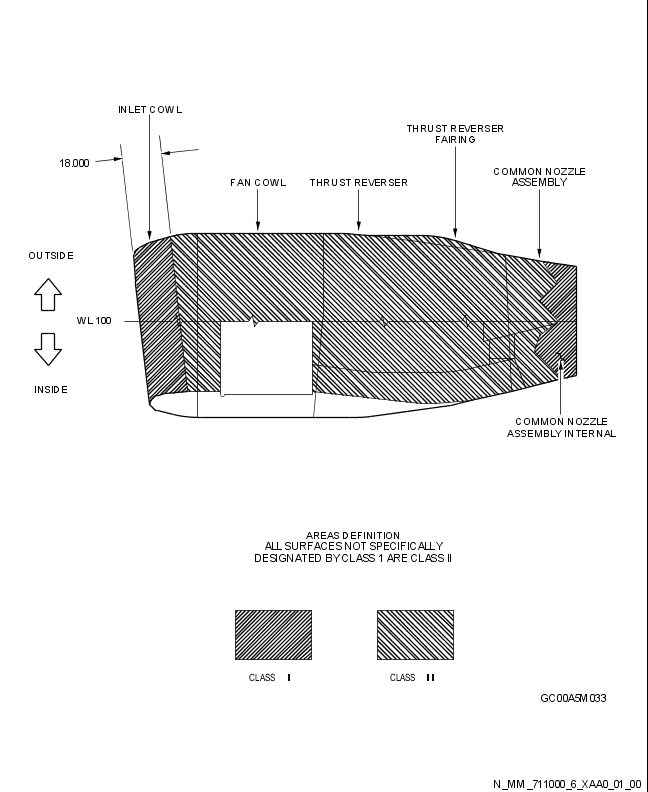 INLET COWL
THRUST REVERSER
FAIRING
18.000
COMMON NOZZLE
ASSEMBLY
FAN COWL
THRUST REVERSER
OUTSIDE
WL 100
INSIDE
COMMON NOZZLE
ASSEMBLY INTERNAL
AREAS DEFINITION
ALL SURFACES NOT SPECIFICALLY
DESIGNATED BY CLASS 1 ARE CLASS II
CLASS I
CLASS II
GC00A5M033
N_MM_711000_6_XAA0_01_00